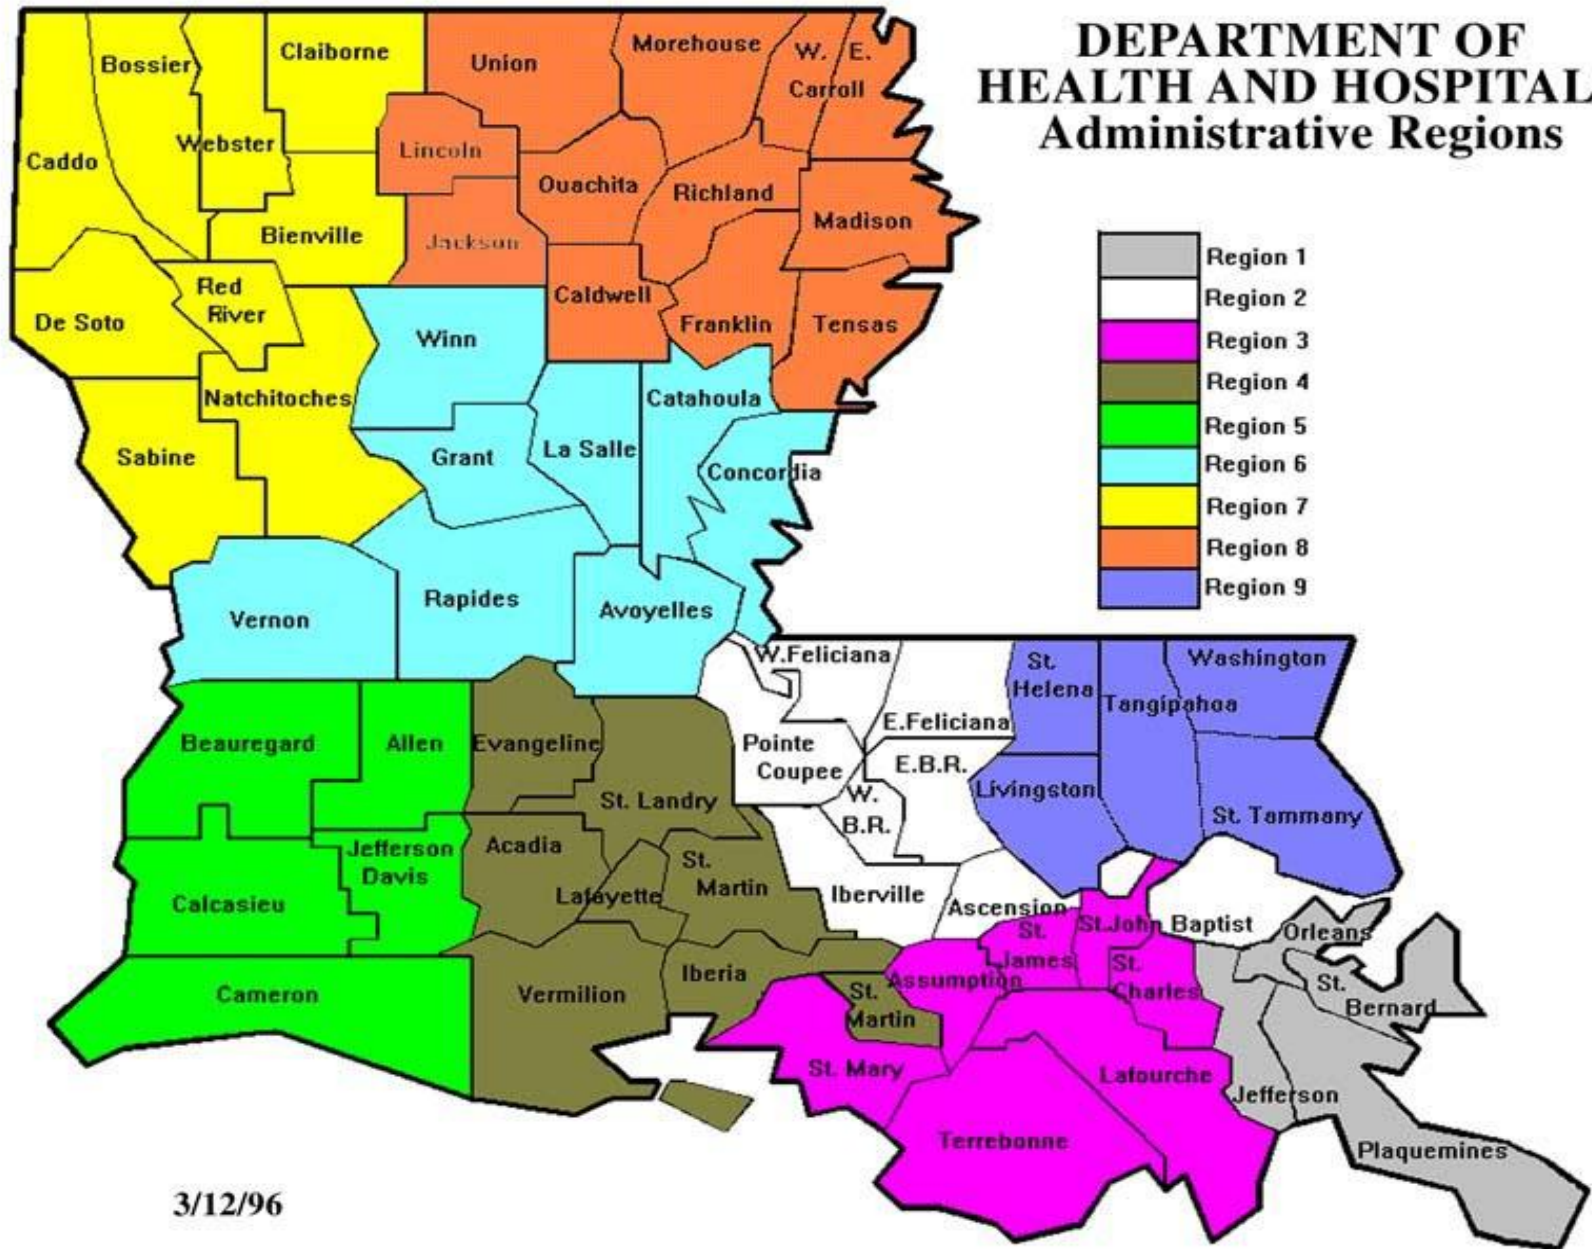 DEPARTMENT OF
HEALTH AND HOSPITAL
Administrative Regions
Region 1
Region 2
Region 3
Region 4
Region 5
Region 6
Region 7
Region 8
Region 9
Caddo
Bossier
Webster
Claiborne
Union
Morehouse
W. E.
Carroll
Lincoln
Ouachita
Richland
Madison
Bienville
Jackson
De Soto
Red
River
Caldwell
Franklin
Tensas
Winn
Natchitoches
Catahoula
Sabine
Grant
La Salle
Concordia
Vernon
Rapides
Avoyelles
W.Feliciana
St.
Helena
Washington
Tangipahoa
E.Feliciana
Beauregard
Allen
Evangeline
Pointe
Coupee
E.B.R.
Livingston
St. Landry
W.
B.R.
St. Tammany
Acadia
Jefferson
Davis
St.
Martin
Lafayette
Calcasieu
Iberville
Ascension
St.John Baptist
Orleans
St.
James
St.
Charles
Assumption
Iberia
Cameron
Vermilion
St.
Martin
St.
Bernard
St. Mary
Lafourche
Jefferson
Terrebonne
Plaquemines
3/12/96